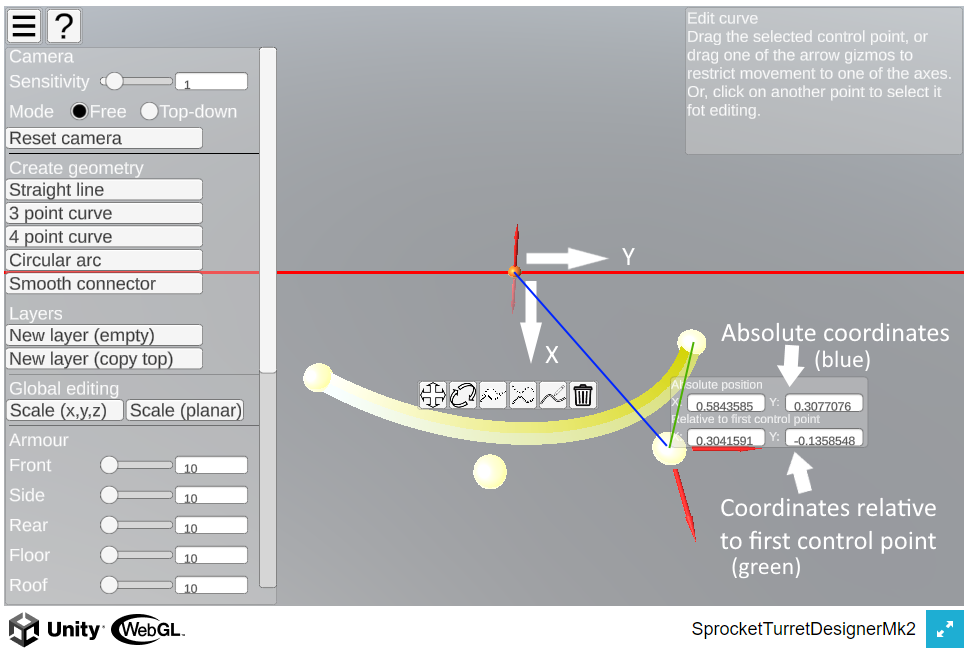 ?
Camera
Sensitivity 1
Mode Free Top-down
Reset camera
Create geometry
Straight line
3 point curve
4 point curve
Circular arc
Smooth connector
Layers
New layer (empty)
New layer (copy top)
Global editing
Scale (x,y,z) Scale (planar)
Armour
Front 10
Side 10
Rear 10
Floor 10
Roof 10
Edit curve
Drag the selected control point, or
drag one of the arrow gizmos to
restrict movement to one of the axes.
Or, click on another point to select it
fot editing.
Y
X
Absolute coordinates
(blue)
Absolute position
X: 0.5843585 Y: 0.3077076
Relative to first control point
0.3041591 Y: -0.1358548
Coordinates relative
to first control point
(green)
Unity WebGL
SprocketTurretDesignerMk2